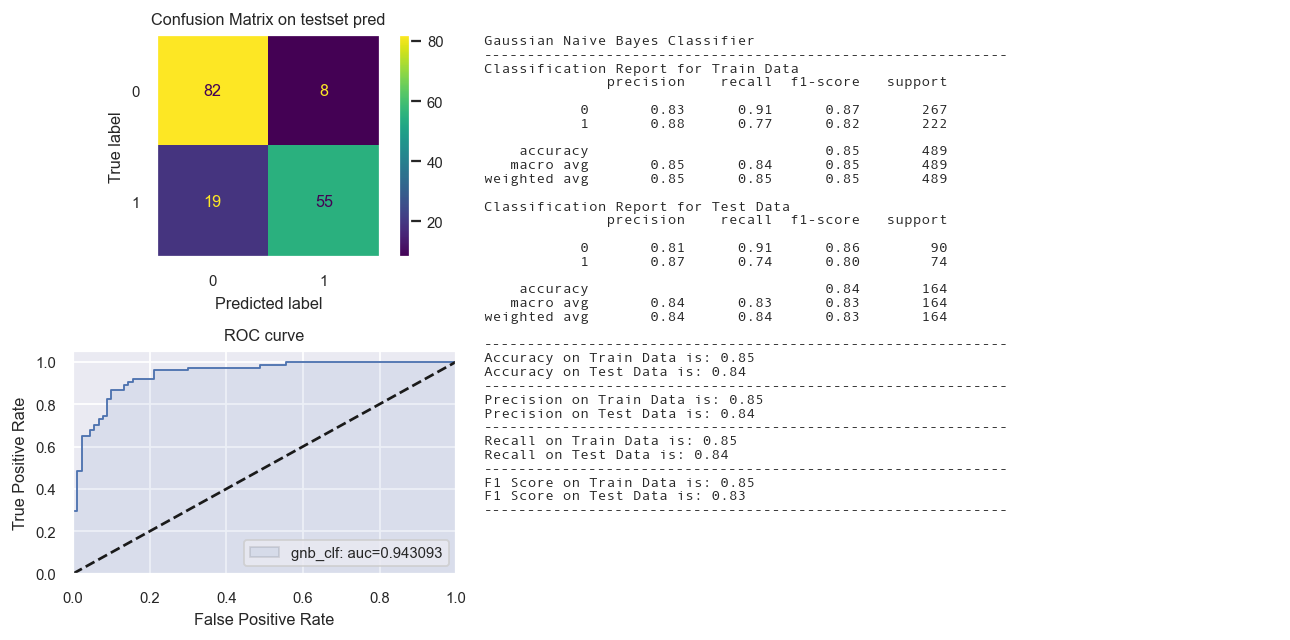 Confusion Matrix on testset pred
82 8
19 55
0
1
True label
0 1
Predicted label
80
60
40
20
ROC curve
1.0
0.8
0.6
0.4
0.2
0.0
True Positive Rate
gnb_clf: auc=0.943093
0.0 0.2 0.4 0.6 0.8 1.0
False Positive Rate
Gaussian Naive Bayes Classifier
------------------------------------------------------------
Classification Report for Train Data
precision recall f1-score support
0 0.83 0.91 0.87 267
1 0.88 0.77 0.82 222
accuracy 0.85 489
macro avg 0.85 0.84 0.85 489
weighted avg 0.85 0.85 0.85 489
Classification Report for Test Data
precision recall f1-score support
0 0.81 0.91 0.86 90
1 0.87 0.74 0.80 74
accuracy 0.84 164
macro avg 0.84 0.83 0.83 164
weighted avg 0.84 0.84 0.83 164
------------------------------------------------------------
Accuracy on Train Data is: 0.85
Accuracy on Test Data is: 0.84
------------------------------------------------------------
Precision on Train Data is: 0.85
Precision on Test Data is: 0.84
------------------------------------------------------------
Recall on Train Data is: 0.85
Recall on Test Data is: 0.84
------------------------------------------------------------
F1 Score on Train Data is: 0.85
F1 Score on Test Data is: 0.83
------------------------------------------------------------